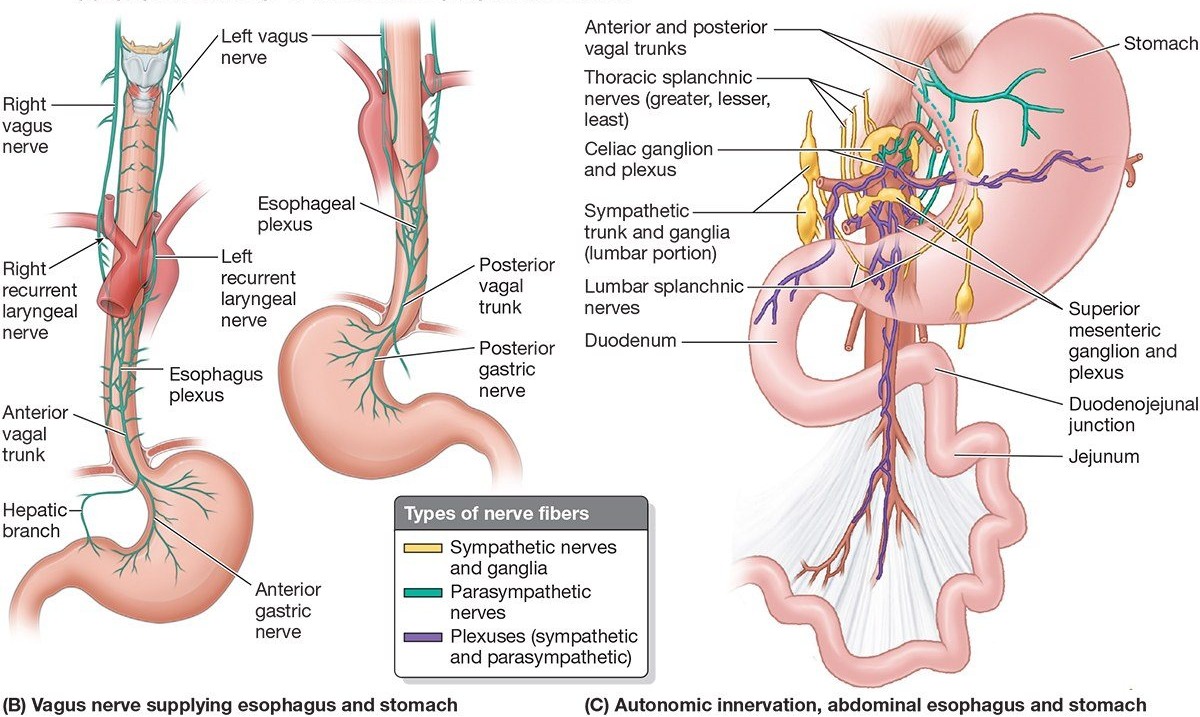 Left vagus
nerve
Right
vagus
nerve
Right
recurrent
laryngeal
nerve
Left
recurrent
laryngeal
nerve
Esophagus
plexus
Anterior
vagal
trunk
Hepatic
branch
Anterior
gastric
nerve
Esophageal
plexus
Posterior
vagal
trunk
Posterior
gastric
nerve
Types of nerve fibers
Sympathetic nerves
and ganglia
Parasympathetic
nerves
Plexuses (sympathetic
and parasympathetic)
(B) Vagus nerve supplying esophagus and stomach
Anterior and posterior
vagal trunks
Thoracic splanchnic
nerves (greater, lesser,
least)
Celiac ganglion
and plexus
Sympathetic
trunk and ganglia
(lumbar portion)
Lumbar splanchnic
nerves
Duodenum
Stomach
Superior
mesenteric
ganglion and
plexus
Duodenojejunal
junction
Jejunum
(C) Autonomic innervation, abdominal esophagus and stomach